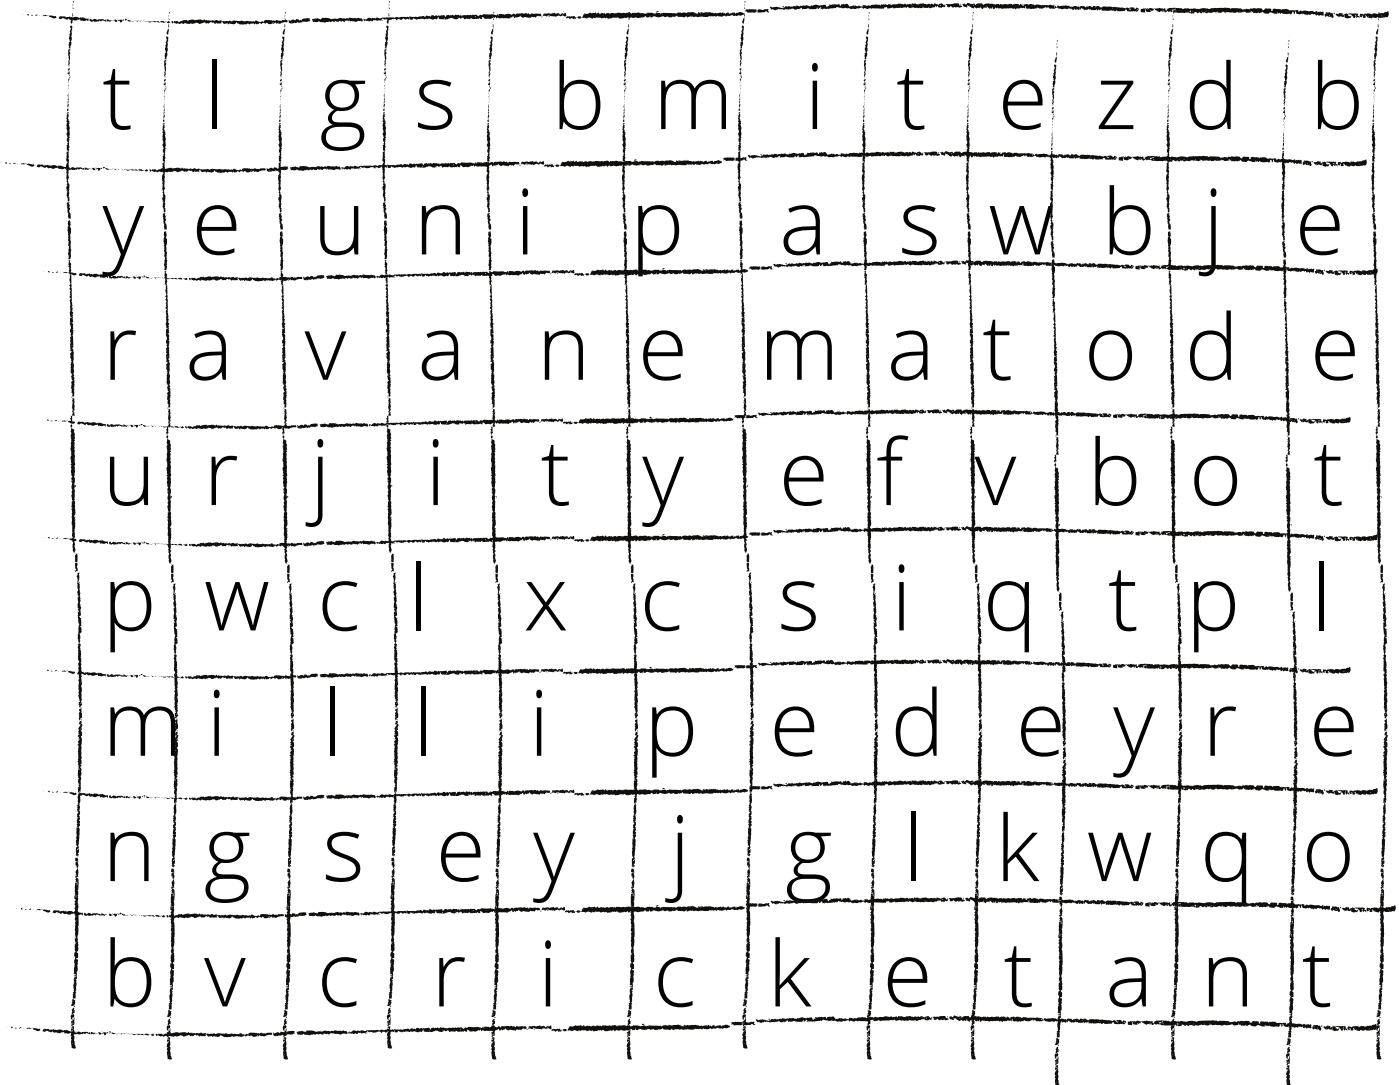 t l g s b m i t e z d b
y e u n i p a s w b j e
r a v a n e m a t o d e
u r j i t y e f v b o t
p w c l x c s i q t p l
m i l l i p e d e y r e
n g s e y j g l k w q o
b v c r i c k e t a n t